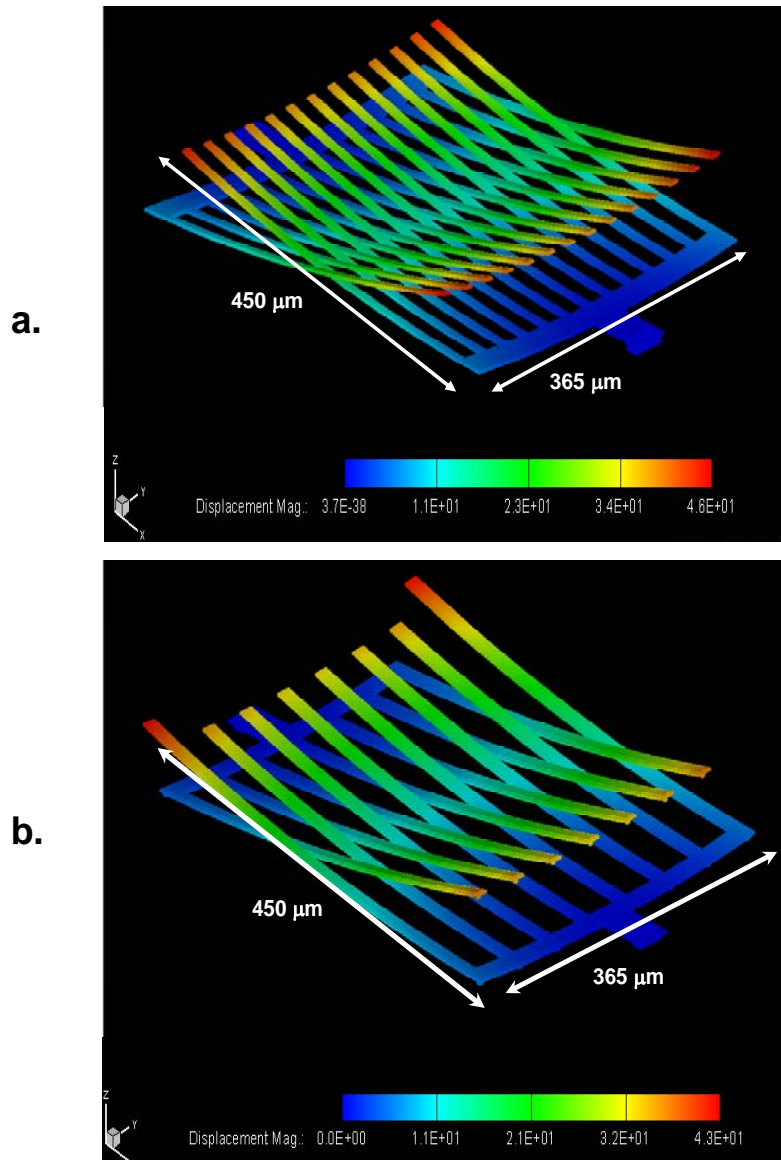 a.
450 μm
365 μm
Z
Y
X
Displacement Mag.: 3.7E-38 1.1E+01 2.3E+01 3.4E+01 4.6E+01
b.
450 μm
365 μm
Z
Y
Displacement Mag.: 0.0E+00 1.1E+01 2.1E+01 3.2E+01 4.3E+01